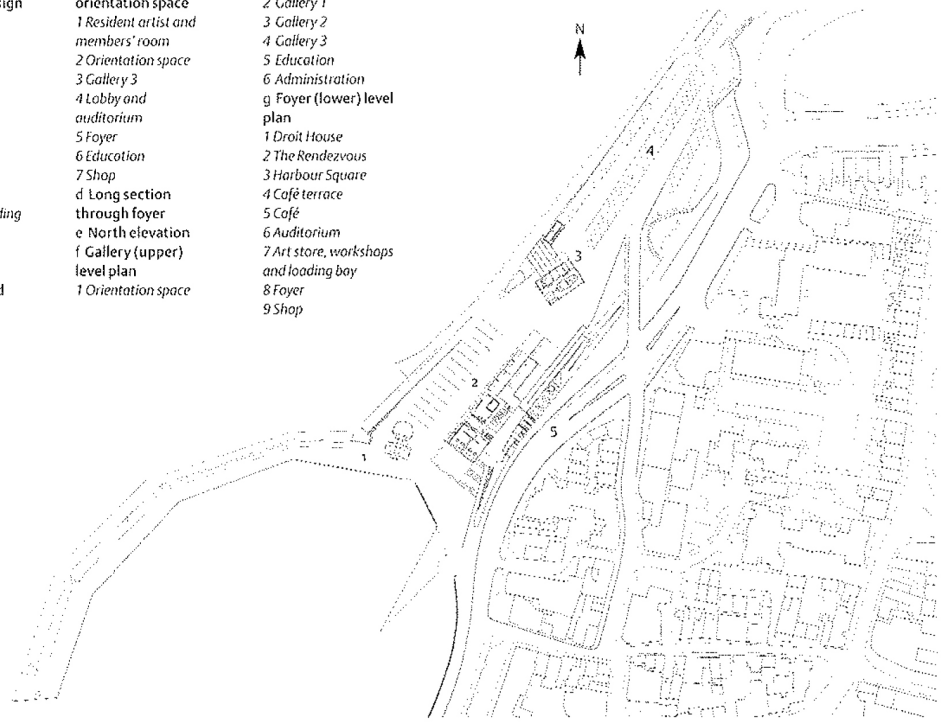 orientation space
1 Resident artist and
members' room
2 Orientation space
3 Gallery 3
4 Lobby and
auditorium
5 Foyer
6 Education
7 Shop
d Long section
through foyer
e North elevation
f Gallery (upper)
level plan
1 Orientation space
2 Gallery 1
3 Gallery 2
4 Gallery 3
5 Education
6 Administration
g Foyer (lower) level
plan
1 Droit House
2 The Rendezvous
3 Harbour Square
4 Café terrace
5 Café
6 Auditorium
7 Art store, workshops
and loading bay
8 Foyer
9 Shop
N
4
3
2
5
1